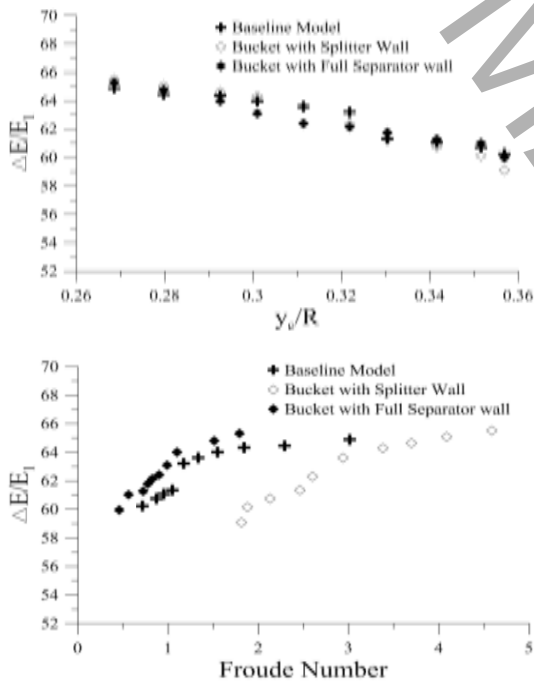 70
68
66
64
62
60
58
56
54
52
ΔE/E₁
Baseline Model
Bucket with Splitter Wall
Bucket with Full Separator wall
0.26 0.28 0.3 0.32 0.34 0.36
70
68
66
64
62
60
58
56
54
52
ΔE/E₁
Baseline Model
Bucket with Splitter Wall
Bucket with Full Separator wall
0 1 2 3 4 5
Froude Number